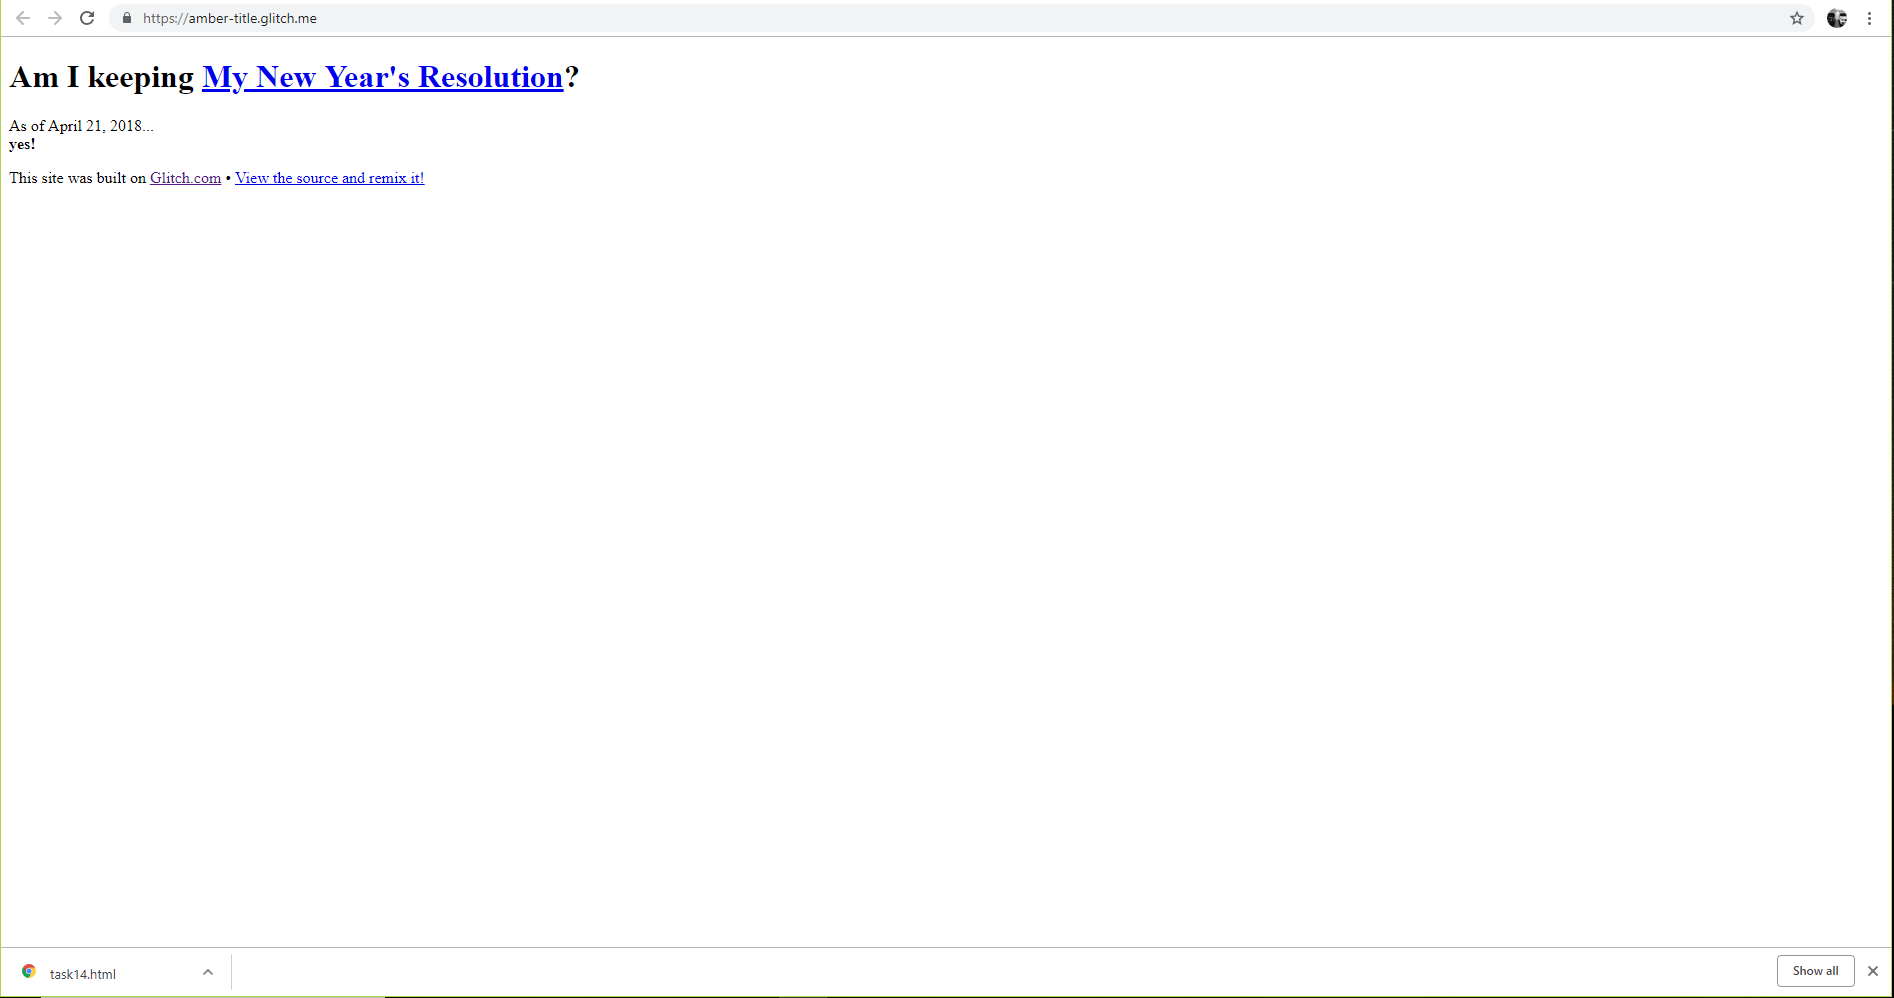 https://amber-title.glitch.me
Am I keeping My New Year's Resolution?
As of April 21, 2018...
yes!
This site was built on Glitch.com • View the source and remix it!
task14.html
Show all